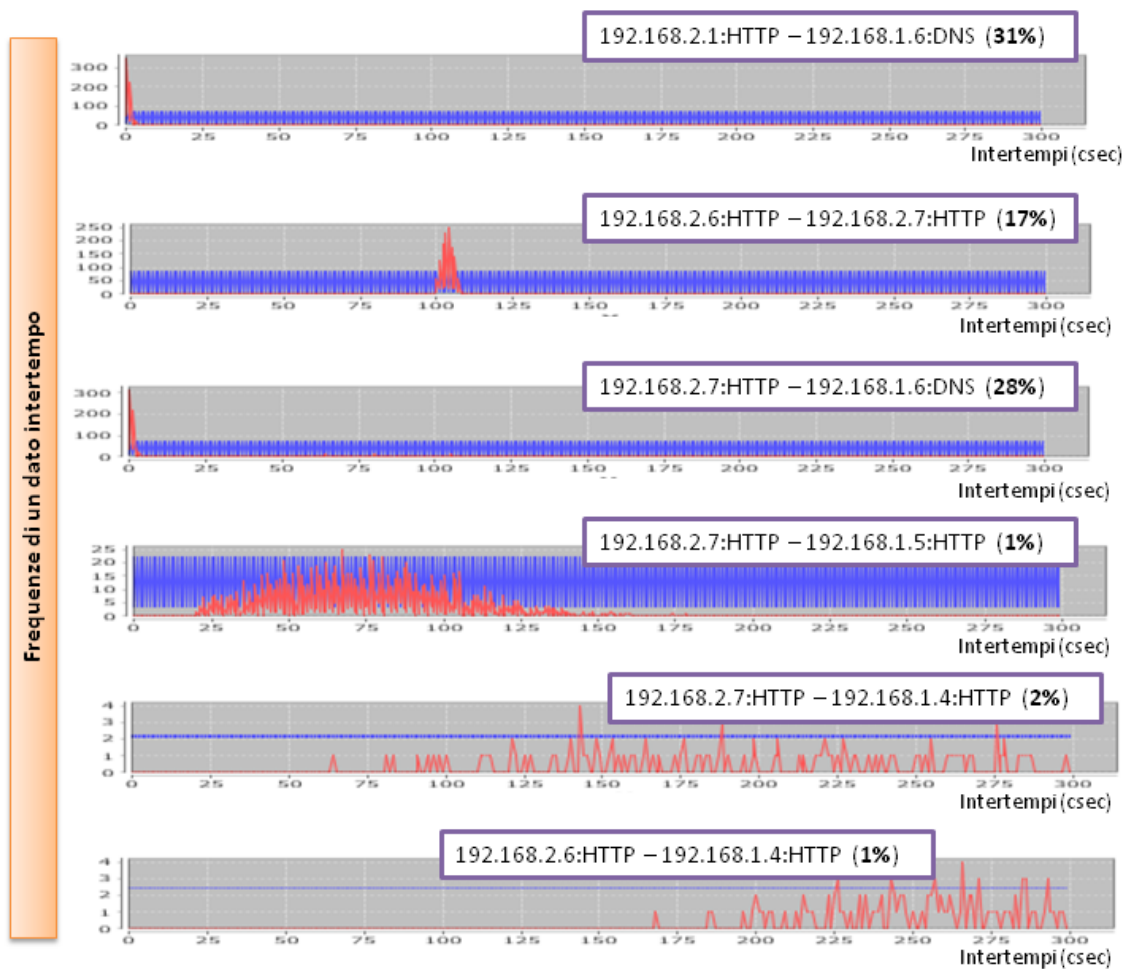 Frequenze di un dato intertempo
192.168.2.1:HTTP – 192.168.1.6:DNS (31%)
300
200
100
0
0 25 50 75 100 125 150 175 200 225 250 275 300
Intertempi (csec)
192.168.2.6:HTTP – 192.168.2.7:HTTP (17%)
250
200
150
100
50
0
0 25 50 75 100 125 150 175 200 225 250 275 300
Intertempi (csec)
192.168.2.7:HTTP – 192.168.1.6:DNS (28%)
300
200
100
0
0 25 50 75 100 125 150 175 200 225 250 275 300
Intertempi (csec)
192.168.2.7:HTTP – 192.168.1.5:HTTP (1%)
25
20
15
10
5
0
0 25 50 75 100 125 150 175 200 225 250 275 300
Intertempi (csec)
192.168.2.7:HTTP – 192.168.1.4:HTTP (2%)
4
3
2
1
0
0 25 50 75 100 125 150 175 200 225 250 275 300
Intertempi (csec)
192.168.2.6:HTTP – 192.168.1.4:HTTP (1%)
4
3
2
1
0
0 25 50 75 100 125 150 175 200 225 250 275 300
Intertempi (csec)